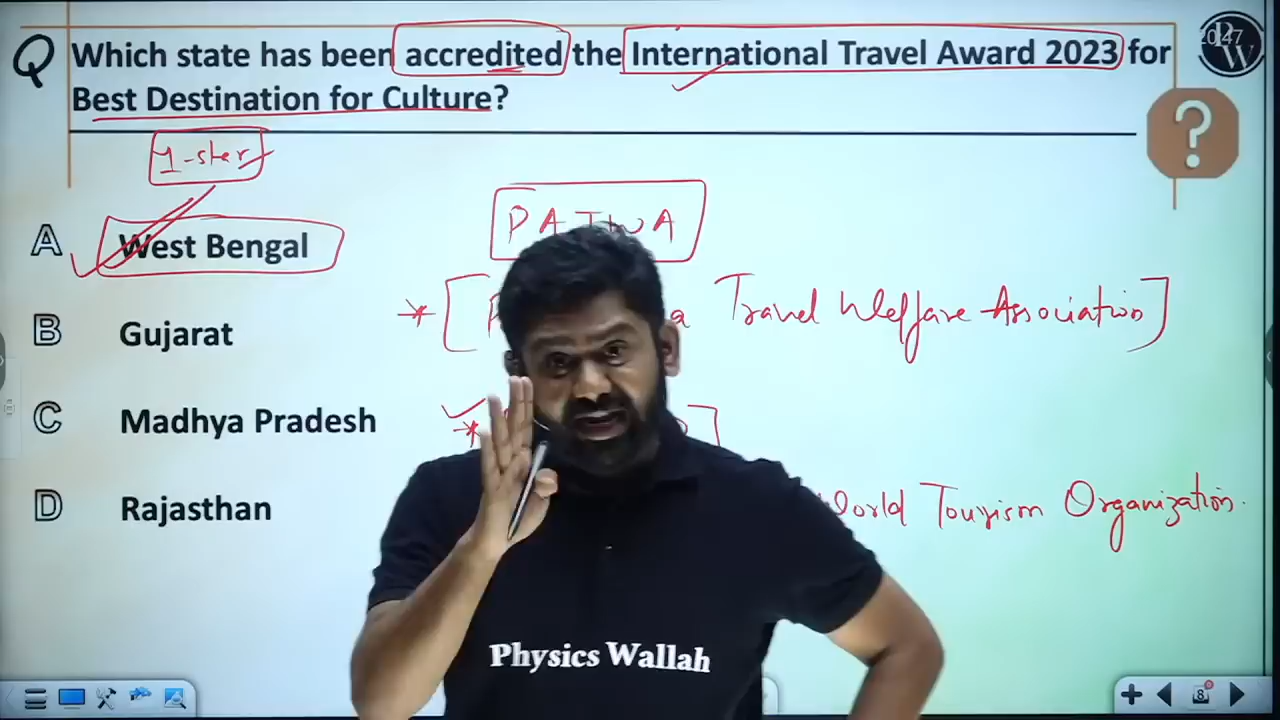 Q Which state has been accredited the International Travel Award 2023 for
Best Destination for Culture?
1-star
PATWA
A West Bengal
Travel Welfare Association
B Gujarat
C Madhya Pradesh
World Tourism Organization.
D Rajasthan
Physics Wallah
8